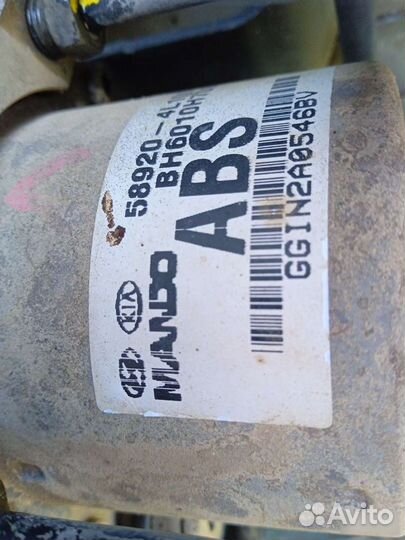 58920-4L
BH6010H
ABS
GGIN2A0546BV
KIA
MANDO
Avito